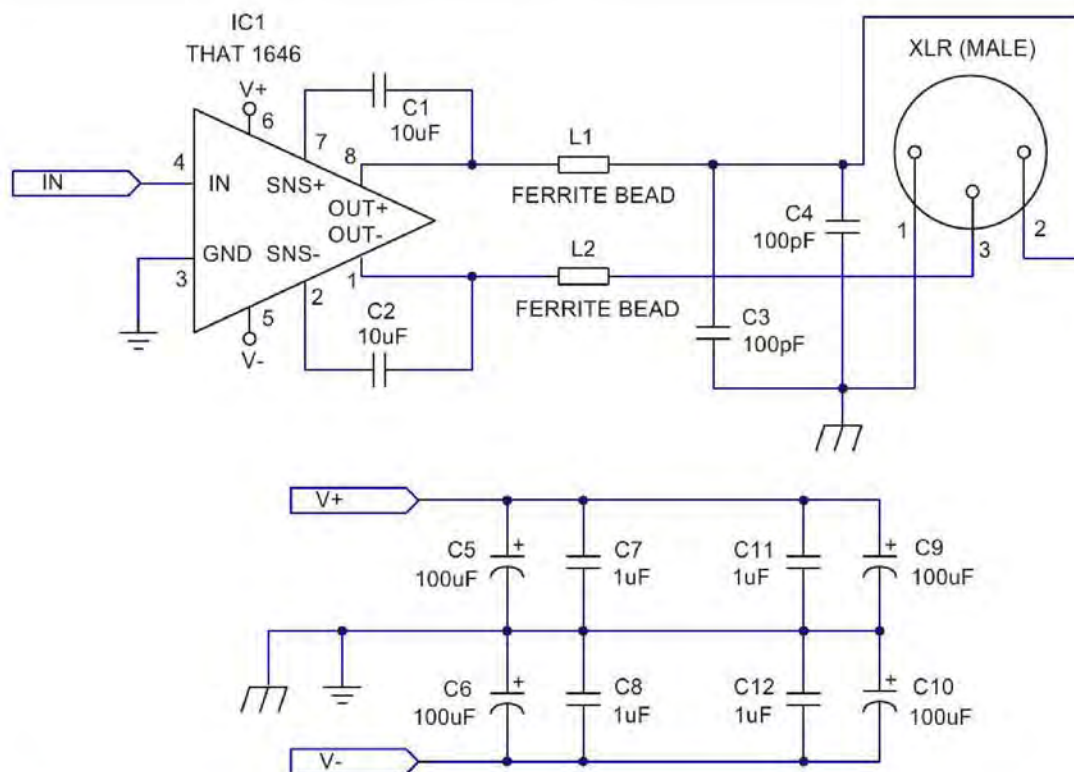 IC1
THAT 1646
XLR (MALE)
V+
6
7
C1
10uF
8
L1
4
IN
IN
SNS+
FERRITE BEAD
OUT+
OUT-
C4
100pF
1
3
2
GND
SNS-
3
1
L2
5
2
C2
10uF
FERRITE BEAD
C3
100pF
V-
V+
C5
+
100uF
C7
1uF
C11
1uF
+
C9
100uF
C6
+
100uF
C8
1uF
C12
1uF
+
C10
100uF
V-